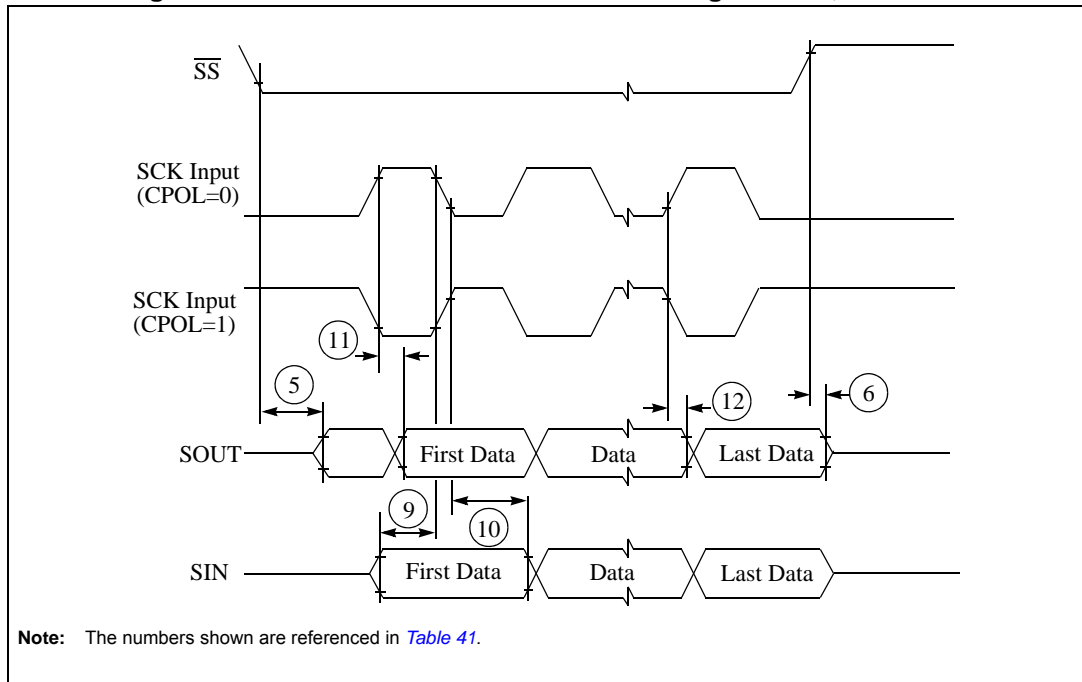 SS
SCK Input
(CPOL=0)
SCK Input
(CPOL=1)
11
5
12
6
SOUT
First Data
Data
Last Data
9
10
SIN
First Data
Data
Last Data
Note: The numbers shown are referenced in Table 41.